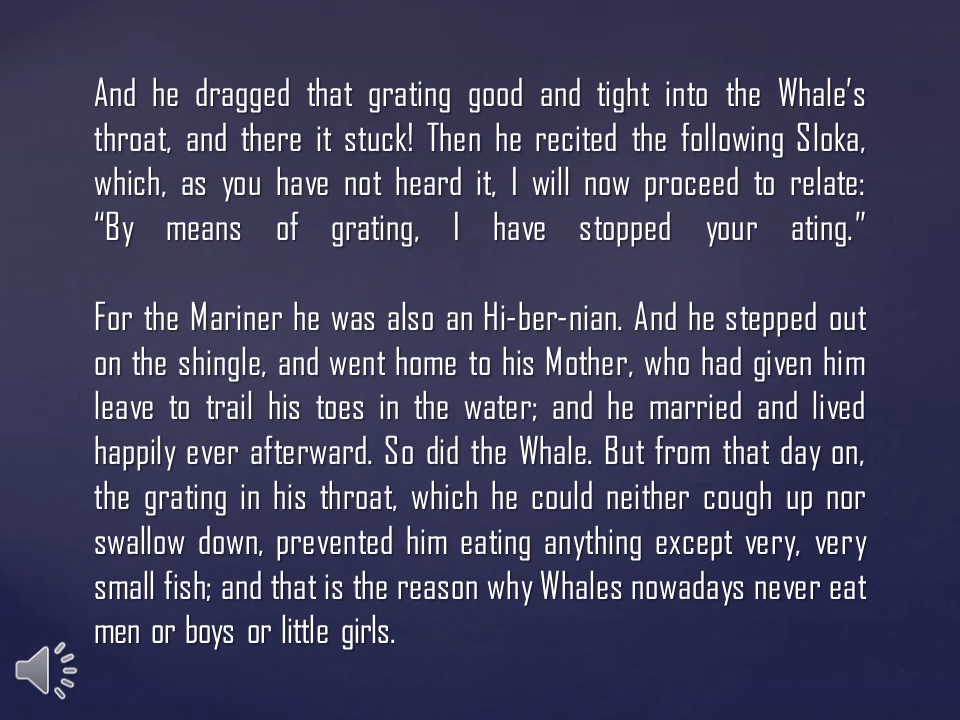 And he dragged that grating good and tight into the Whale’s
throat, and there it stuck! Then he recited the following Sloka,
which, as you have not heard it, I will now proceed to relate:
“By means of grating, I have stopped your ating.”
For the Mariner he was also an Hi-ber-nian. And he stepped out
on the shingle, and went home to his Mother, who had given him
leave to trail his toes in the water; and he married and lived
happily ever afterward. So did the Whale. But from that day on,
the grating in his throat, which he could neither cough up nor
swallow down, prevented him eating anything except very, very
small fish; and that is the reason why Whales nowadays never eat
men or boys or little girls.